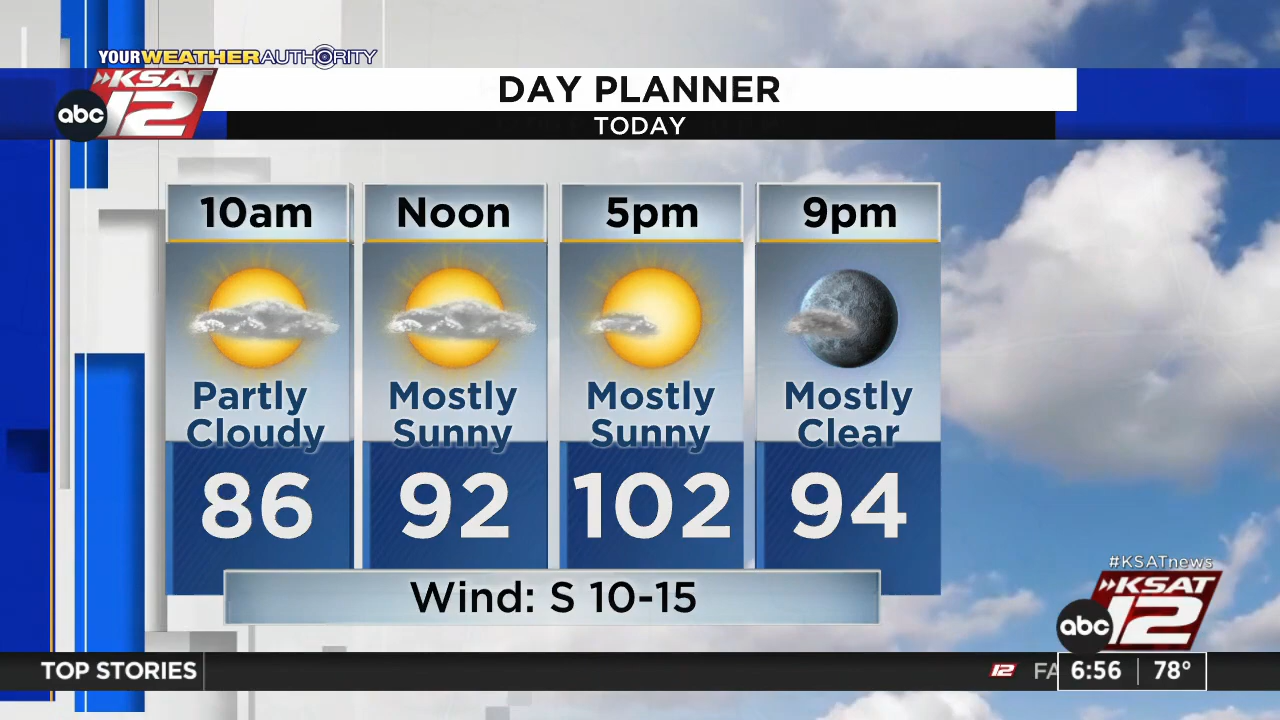 YOURWEATHERAUTHORITY
KSAT
abc
12
DAY PLANNER
TODAY
10am
Noon
5pm
9pm
Partly
Cloudy
Mostly
Sunny
Mostly
Sunny
Mostly
Clear
86
92
102
94
Wind: S 10-15
#KSATnews
KSAT
abc
12
TOP STORIES
12
FA
6:56
78°